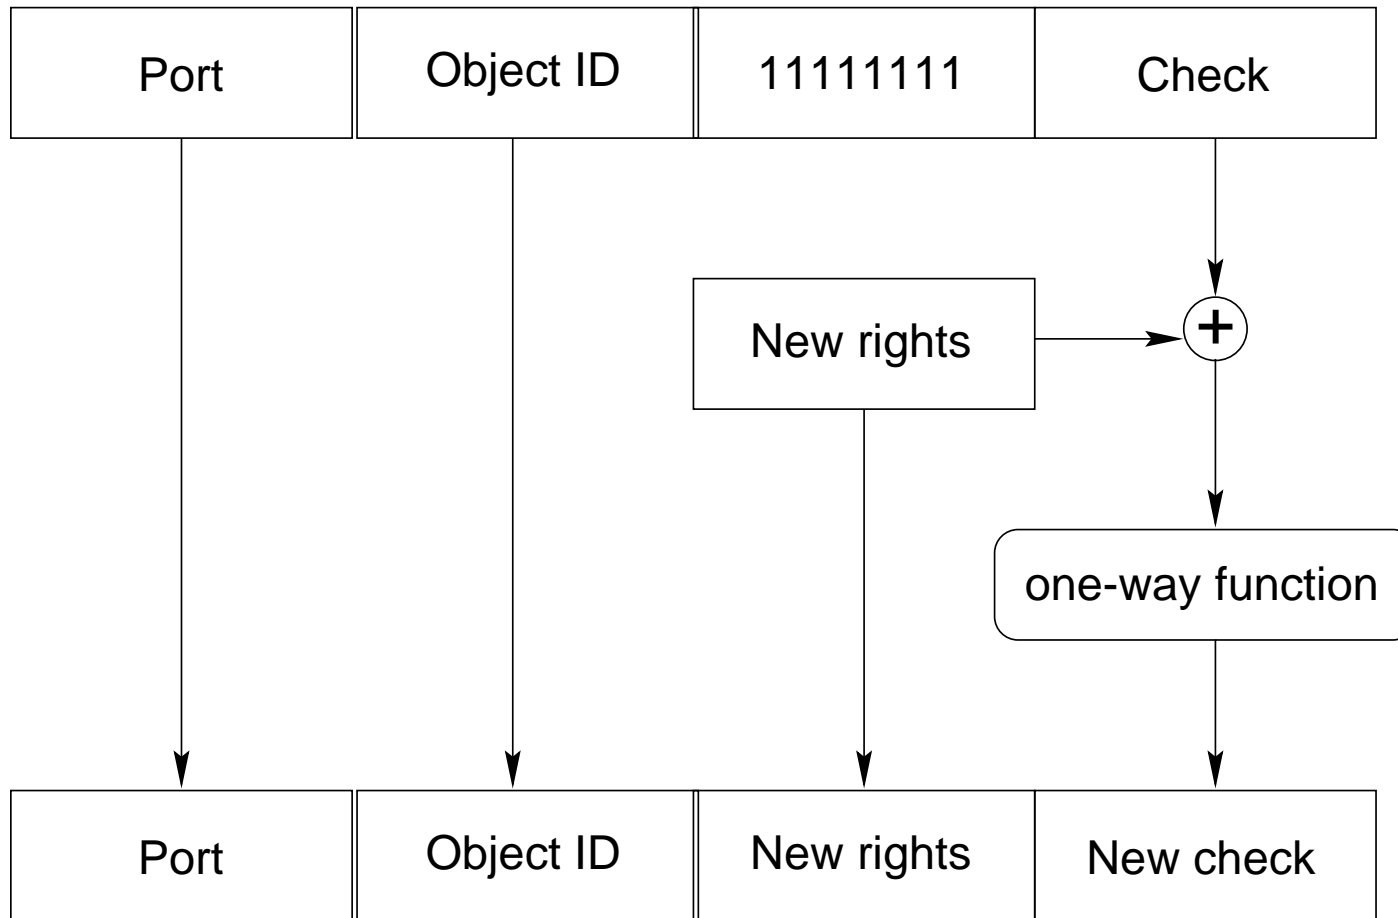 Port
Object ID
11111111
Check
New rights
+
one-way function
Port
Object ID
New rights
New check